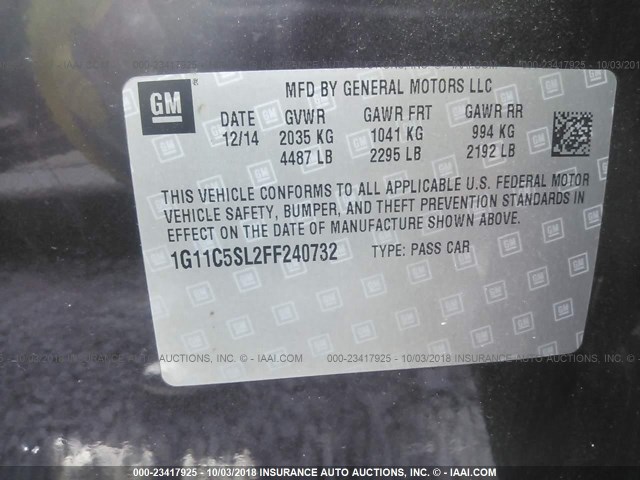 GM
®
MFD BY GENERAL MOTORS LLC
DATE GVWR GAWR FRT GAWR RR
12/14 2035 KG 1041 KG 994 KG
4487 LB 2295 LB 2192 LB
THIS VEHICLE CONFORMS TO ALL APPLICABLE U.S. FEDERAL MOTOR
VEHICLE SAFETY, BUMPER, AND THEFT PREVENTION STANDARDS IN
EFFECT ON THE DATE OF MANUFACTURE SHOWN ABOVE.
1G11C5SL2FF240732 TYPE: PASS CAR
000-23417925 - 10/03/2018 INSURANCE AUTO AUCTIONS, INC. - IAAI.COM